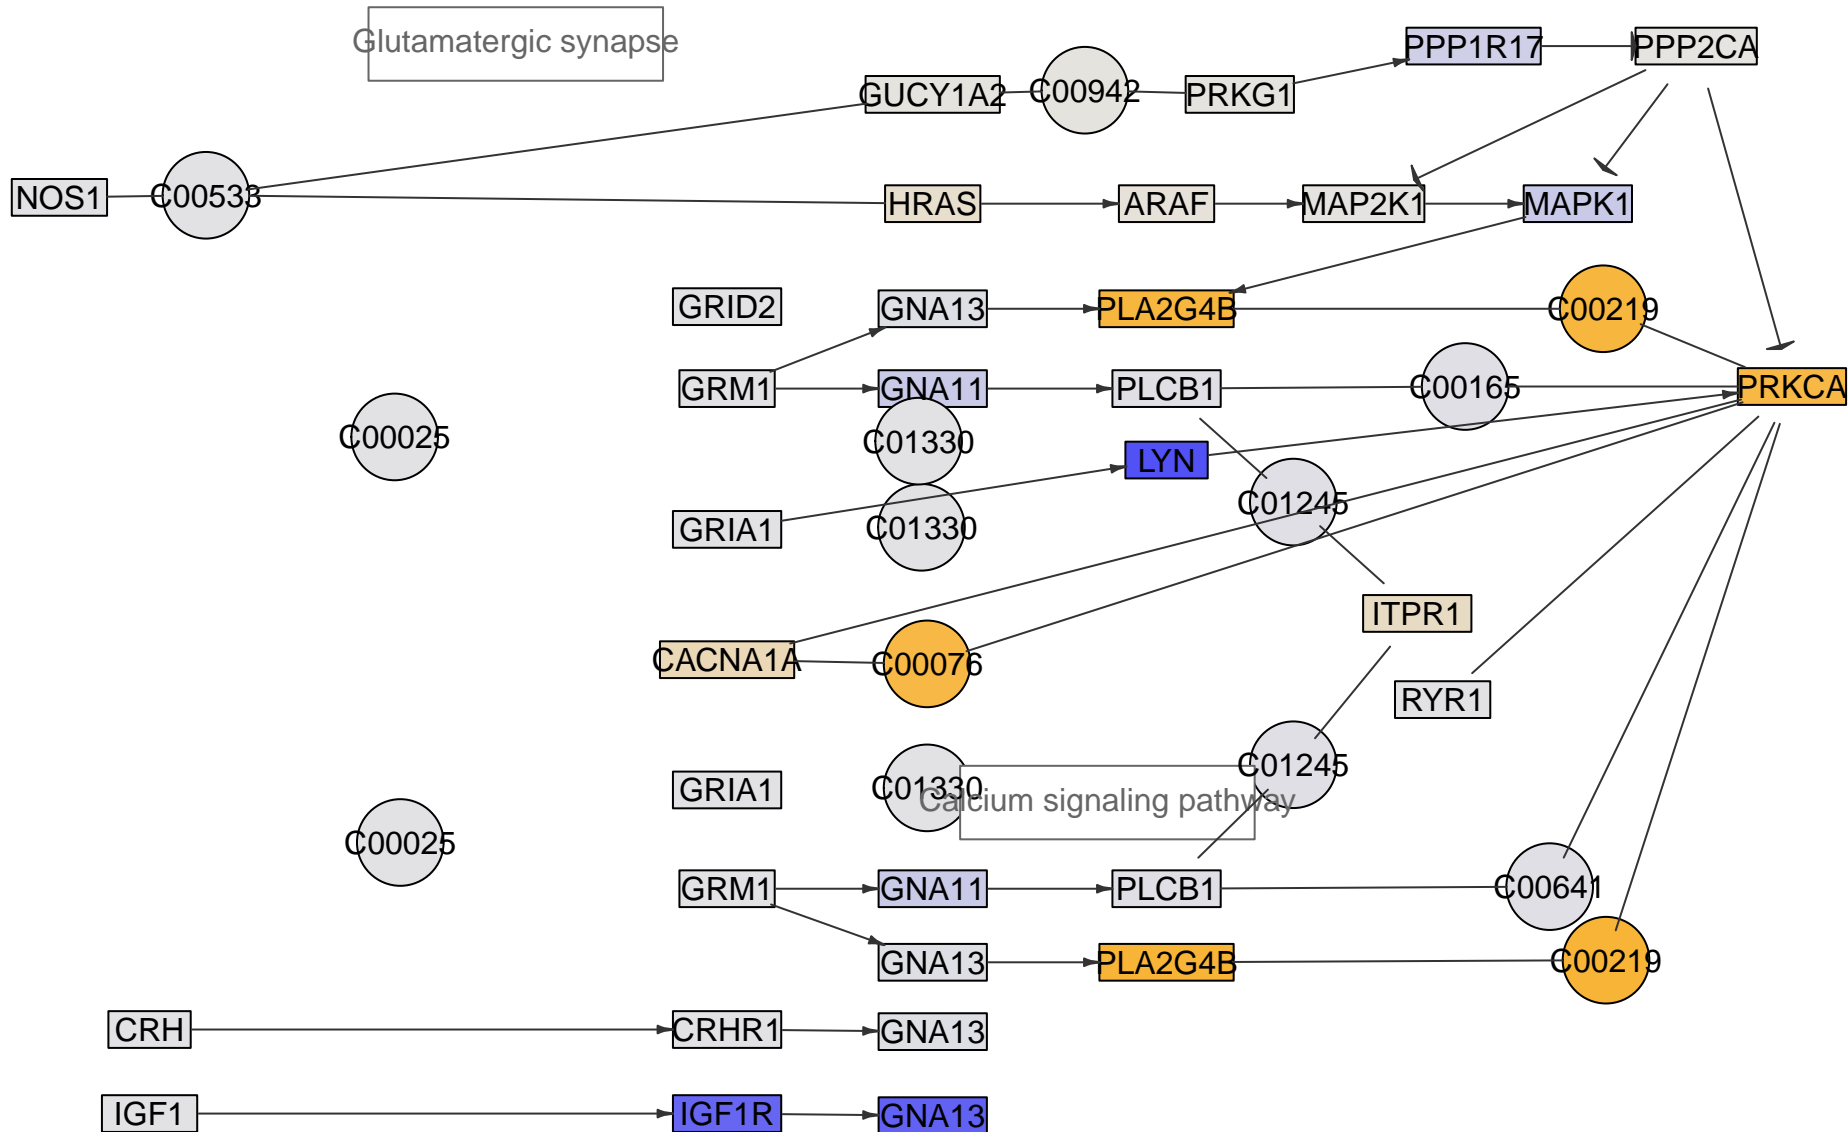 Glutamatergic synapse
PPP1R17
PPP2CA
GUCY1A2
C00942
PRKG1
NOS1
C00533
HRAS
ARAF
MAP2K1
MAPK1
GRID2
GNA13
PLA2G4B
C00219
GRM1
GNA11
PLCB1
C00165
PRKCA
C00025
C01330
LYN
GRIA1
C01330
C01245
ITPR1
CACNA1A
C00076
RYR1
GRIA1
C01330
C01245
Calcium signaling pathway
C00025
GRM1
GNA11
PLCB1
C00641
GNA13
PLA2G4B
C00219
CRH
CRHR1
GNA13
IGF1
IGF1R
GNA13